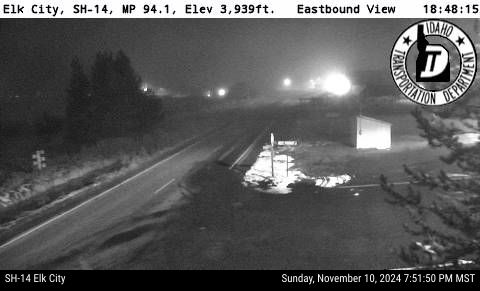 Elk City, SH-14, MP 94.1, Elev 3,939ft. Eastbound View 18:48:15
IDAHO
TRANSPORTATION DEPARTMENT
SH-14 Elk City Sunday, November 10, 2024 7:51:50 PM MST